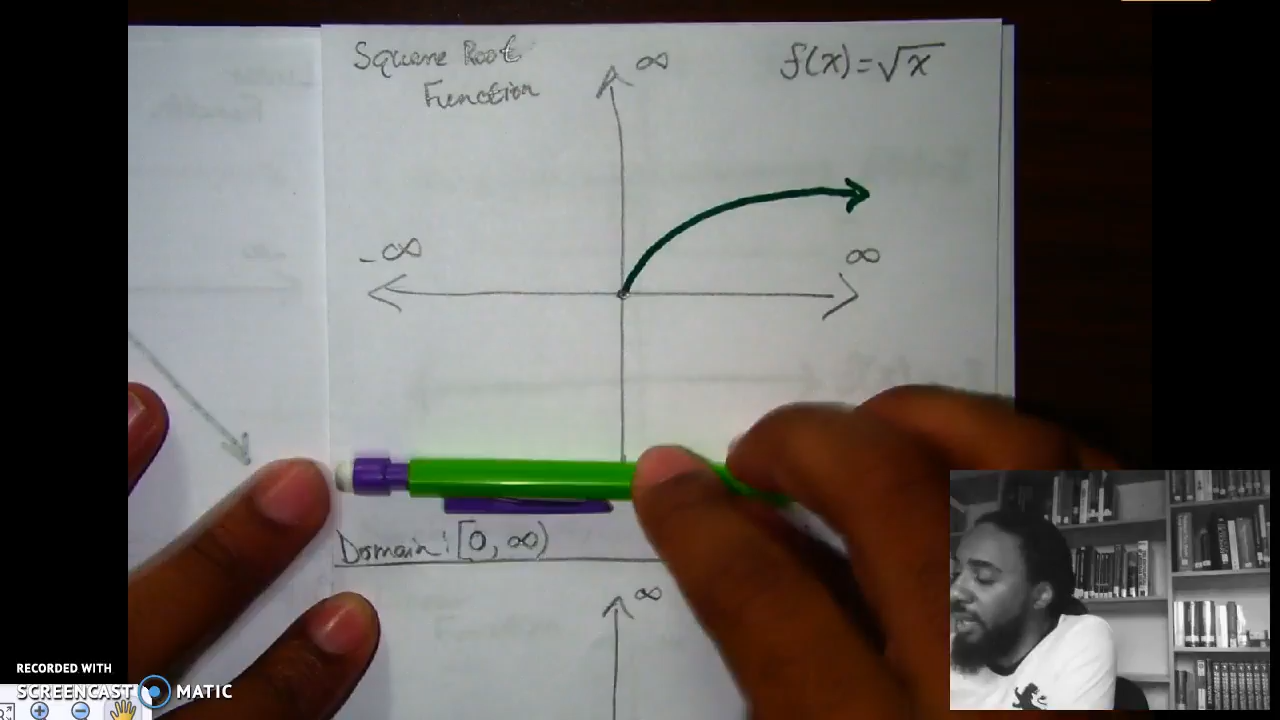 Square Root
Function
∞
f(x)=√x
-∞
∞
Domain: [0, ∞)
∞
RECORDED WITH
SCREENCAST MATIC